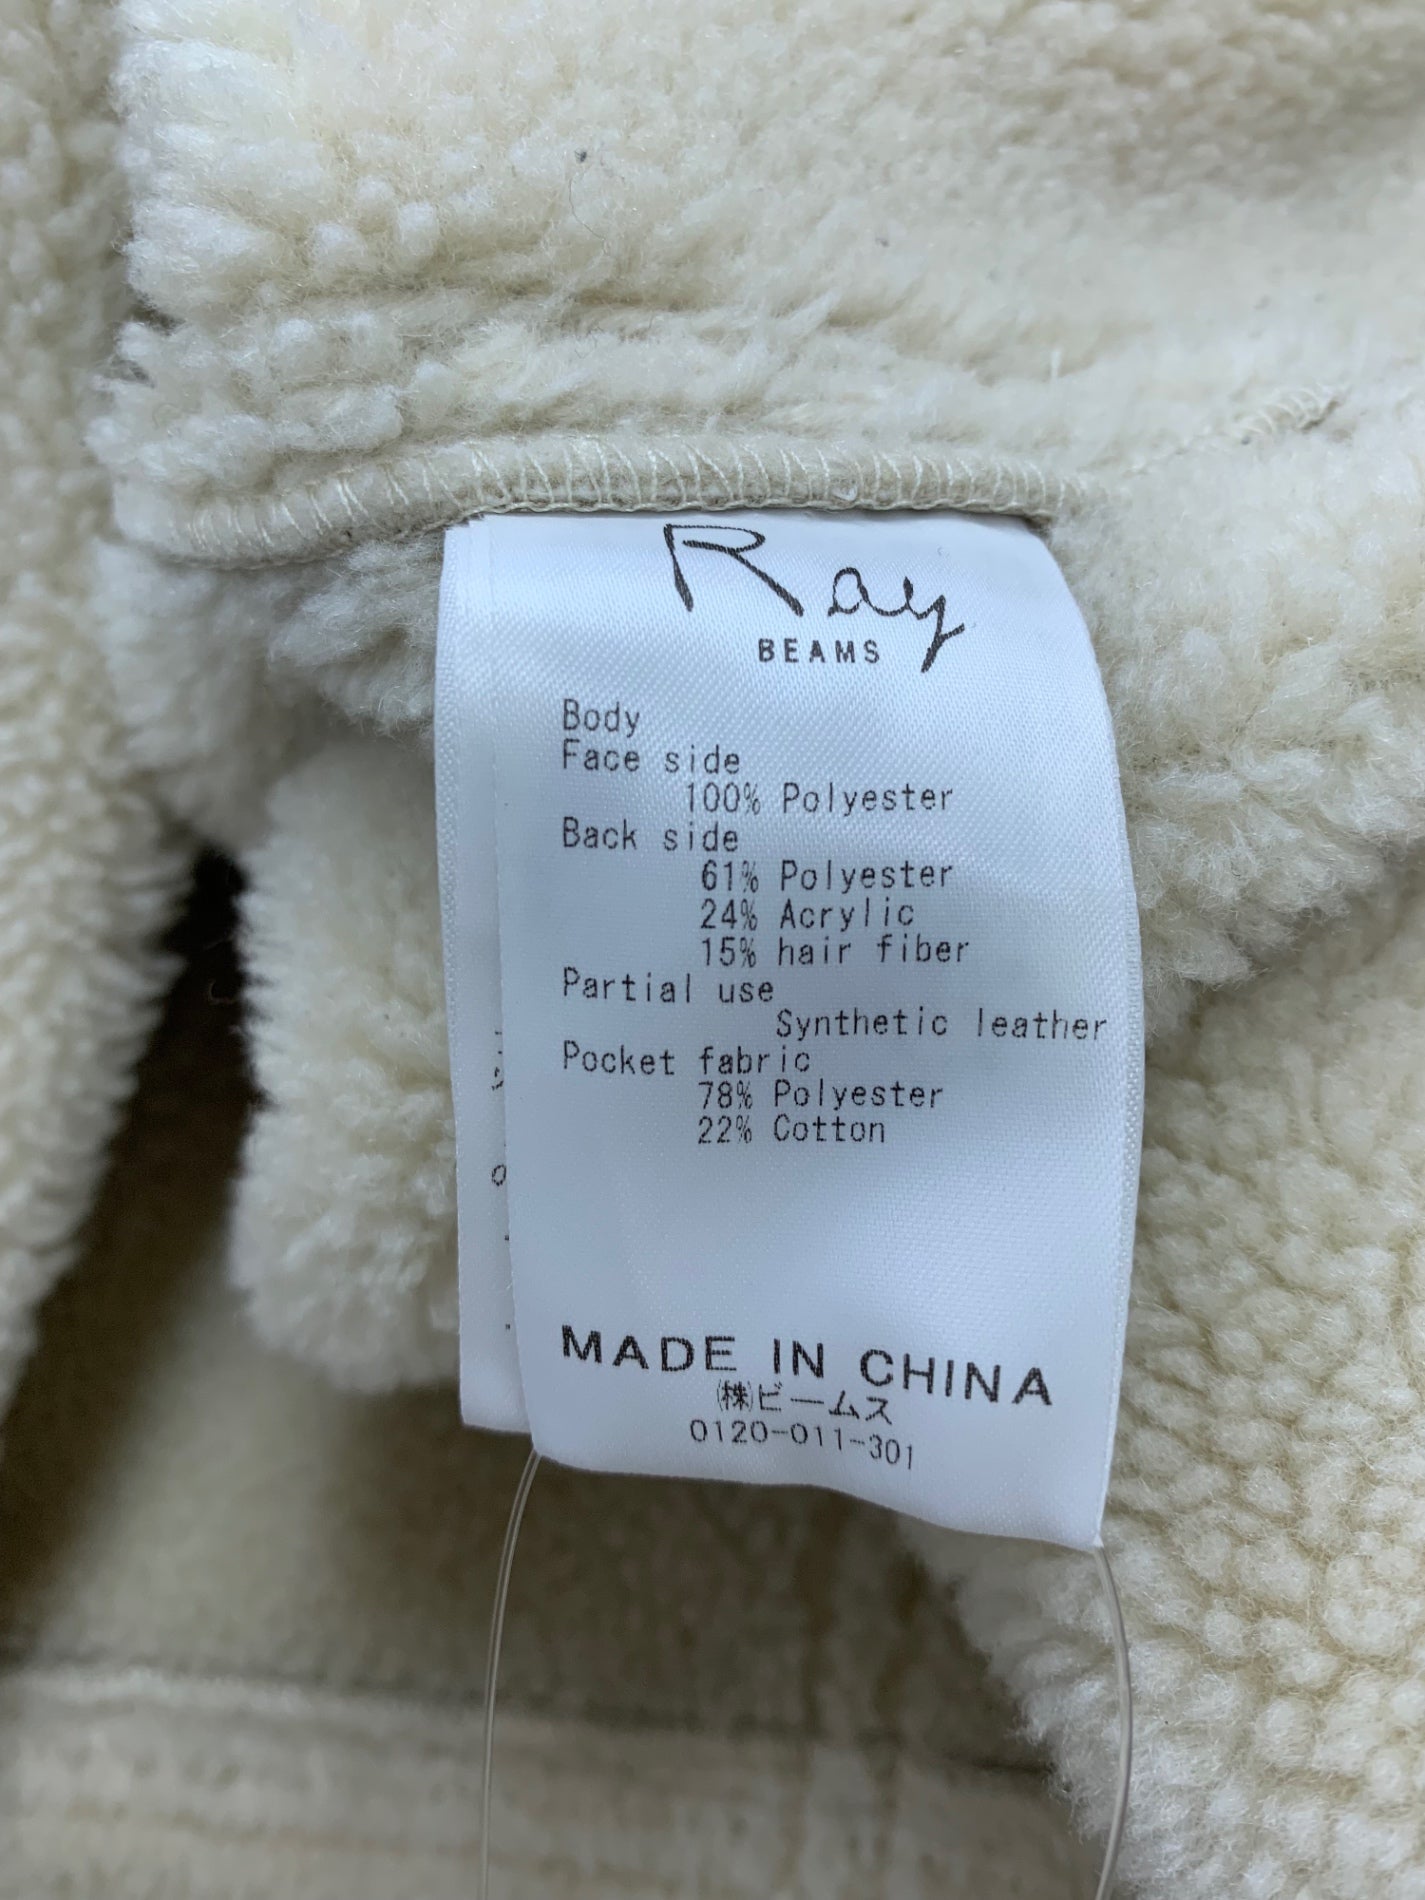 Ray
BEAMS
Body
Face side
100% Polyester
Back side
61% Polyester
24% Acrylic
15% hair fiber
Partial use
Synthetic leather
Pocket fabric
78% Polyester
22% Cotton
MADE IN CHINA
㈱ビームス
0120-011-301